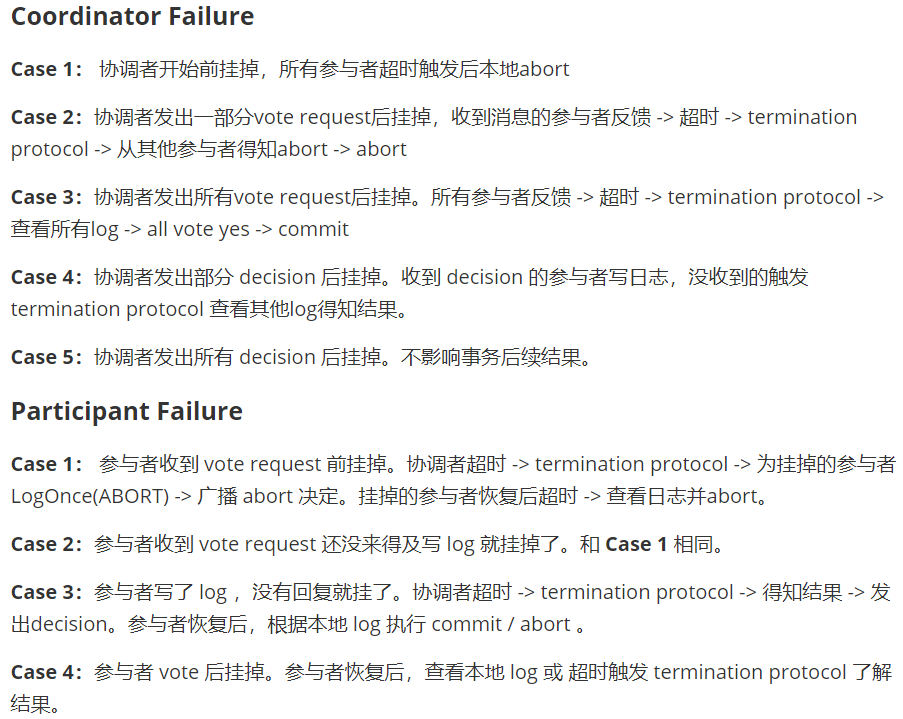 Coordinator Failure
Case 1： 协调者开始前挂掉，所有参与者超时触发后本地abort
Case 2：协调者发出一部分vote request后挂掉，收到消息的参与者反馈 -> 超时 -> termination
protocol -> 从其他参与者得知abort -> abort
Case 3：协调者发出所有vote request后挂掉。所有参与者反馈 -> 超时 -> termination protocol ->
查看所有log -> all vote yes -> commit
Case 4：协调者发出部分 decision 后挂掉。收到 decision 的参与者写日志，没收到的触发
termination protocol 查看其他log得知结果。
Case 5：协调者发出所有 decision 后挂掉。不影响事务后续结果。
Participant Failure
Case 1： 参与者收到 vote request 前挂掉。协调者超时 -> termination protocol -> 为挂掉的参与者
LogOnce(ABORT) -> 广播 abort 决定。挂掉的参与者恢复后超时 -> 查看日志并abort。
Case 2：参与者收到 vote request 还没来得及写 log 就挂掉了。和 Case 1 相同。
Case 3：参与者写了 log ，没有回复就挂了。协调者超时 -> termination protocol -> 得知结果 -> 发
出decision。参与者恢复后，根据本地 log 执行 commit / abort 。
Case 4：参与者 vote 后挂掉。参与者恢复后，查看本地 log 或 超时触发 termination protocol 了解
结果。